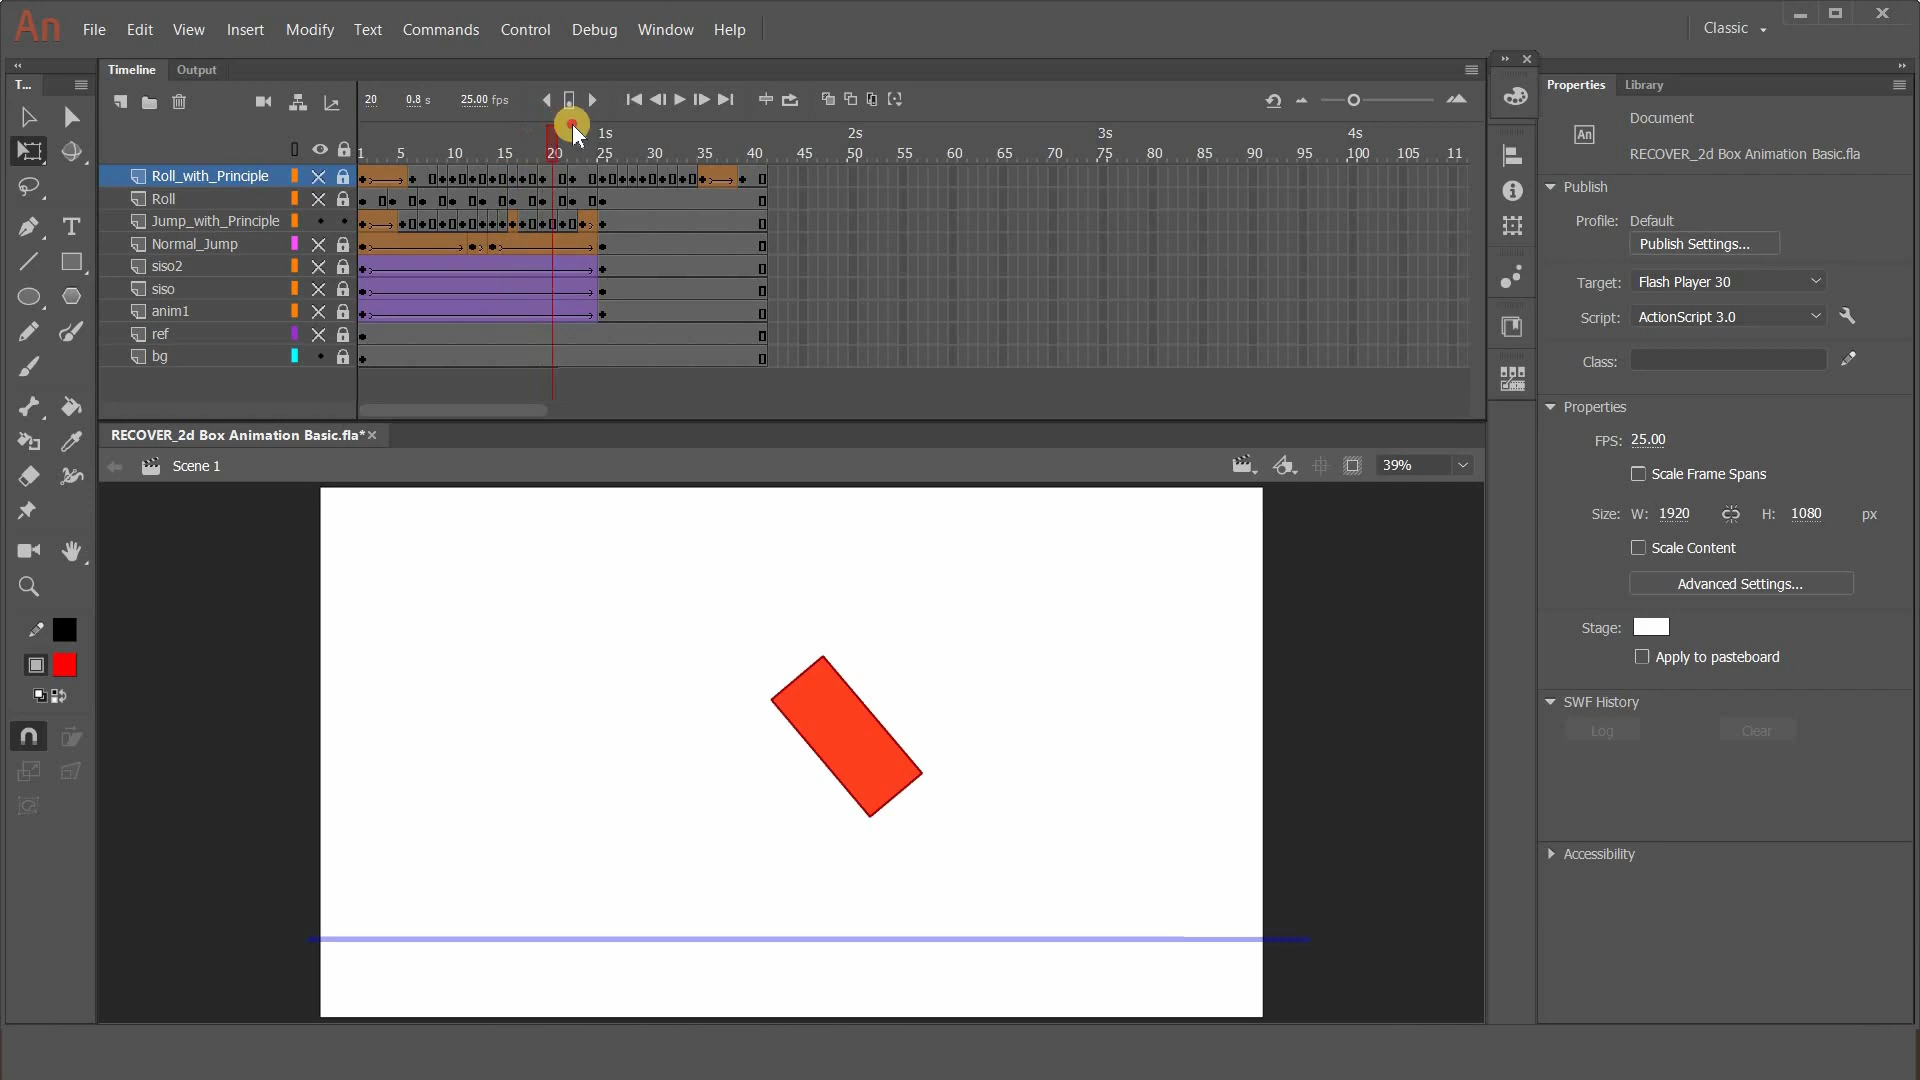 An File Edit View Insert Modify Text Commands Control Debug Window Help Classic
Timeline Output
T...
20 0.8 s 25.00 fps
1s 2s 3s 4s
1 5 10 15 20 25 30 35 40 45 50 55 60 65 70 75 80 85 90 95 100 105 11
Roll_with_Principle
Roll
Jump_with_Principle
Normal_Jump
siso2
siso
anim1
ref
bg
RECOVER_2d Box Animation Basic.fla*
Scene 1
39%
Properties Library
Document
An
RECOVER_2d Box Animation Basic.fla
Publish
Profile: Default
Publish Settings...
Target: Flash Player 30
Script: ActionScript 3.0
Class:
Properties
FPS: 25.00
Scale Frame Spans
Size: W: 1920 H: 1080 px
Scale Content
Advanced Settings...
Stage:
Apply to pasteboard
SWF History
Log Clear
Accessibility